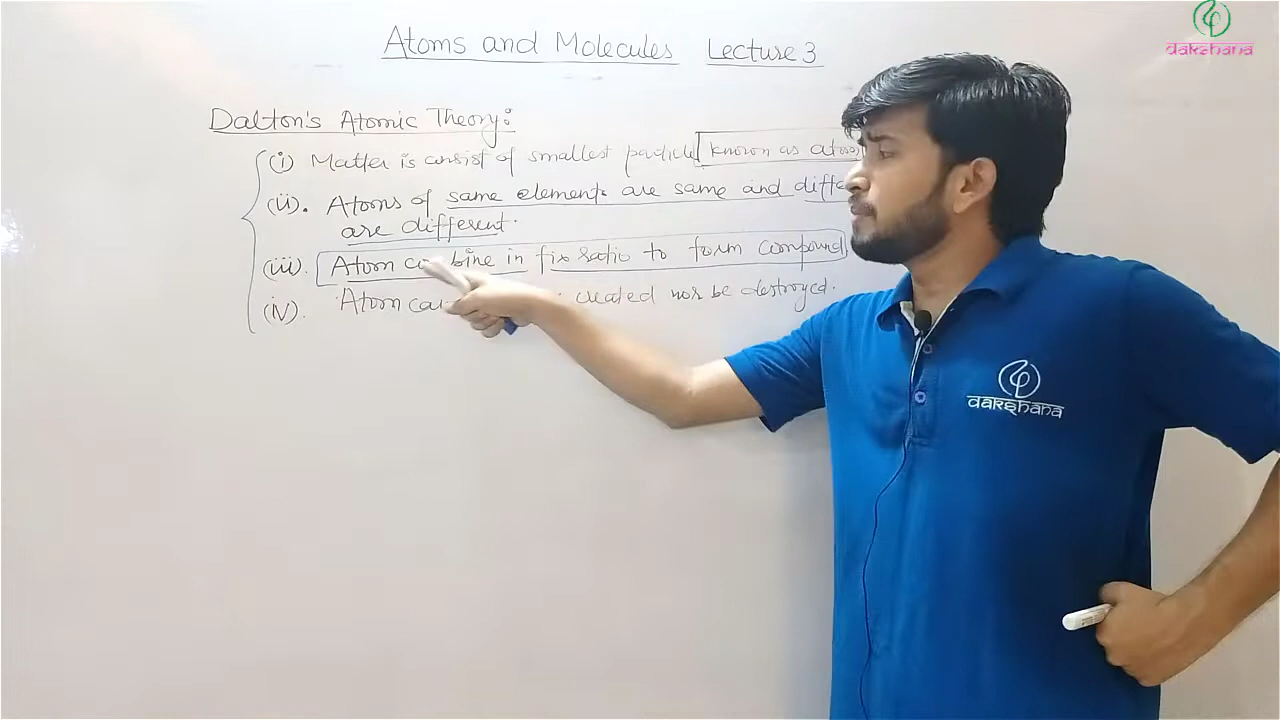 Atoms and Molecules Lecture 3
dakshana
Dalton's Atomic Theory:
(i) Matter is consist of smallest particle known as
(ii). Atoms of same elements are same and
are different.
(iii). Atom in fix ratio to form compound
(iv). Atom created nor be destroyed.
dakshana